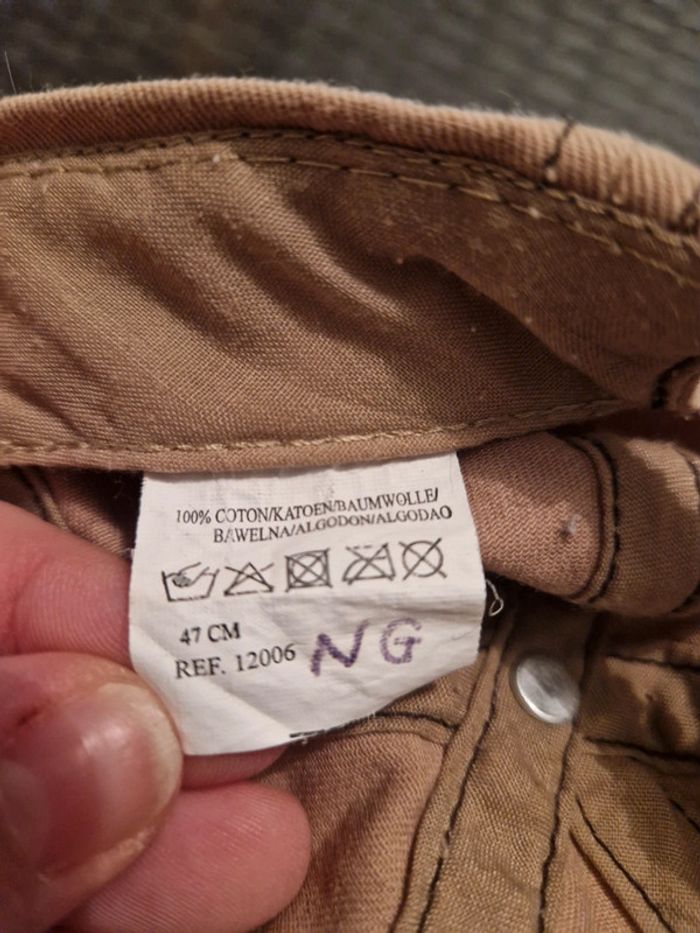 100% COTON/KATOEN/BAUMWOLLE/
BAWELNA/ALGODON/ALGODAO
47 CM
REF. 12006 NG